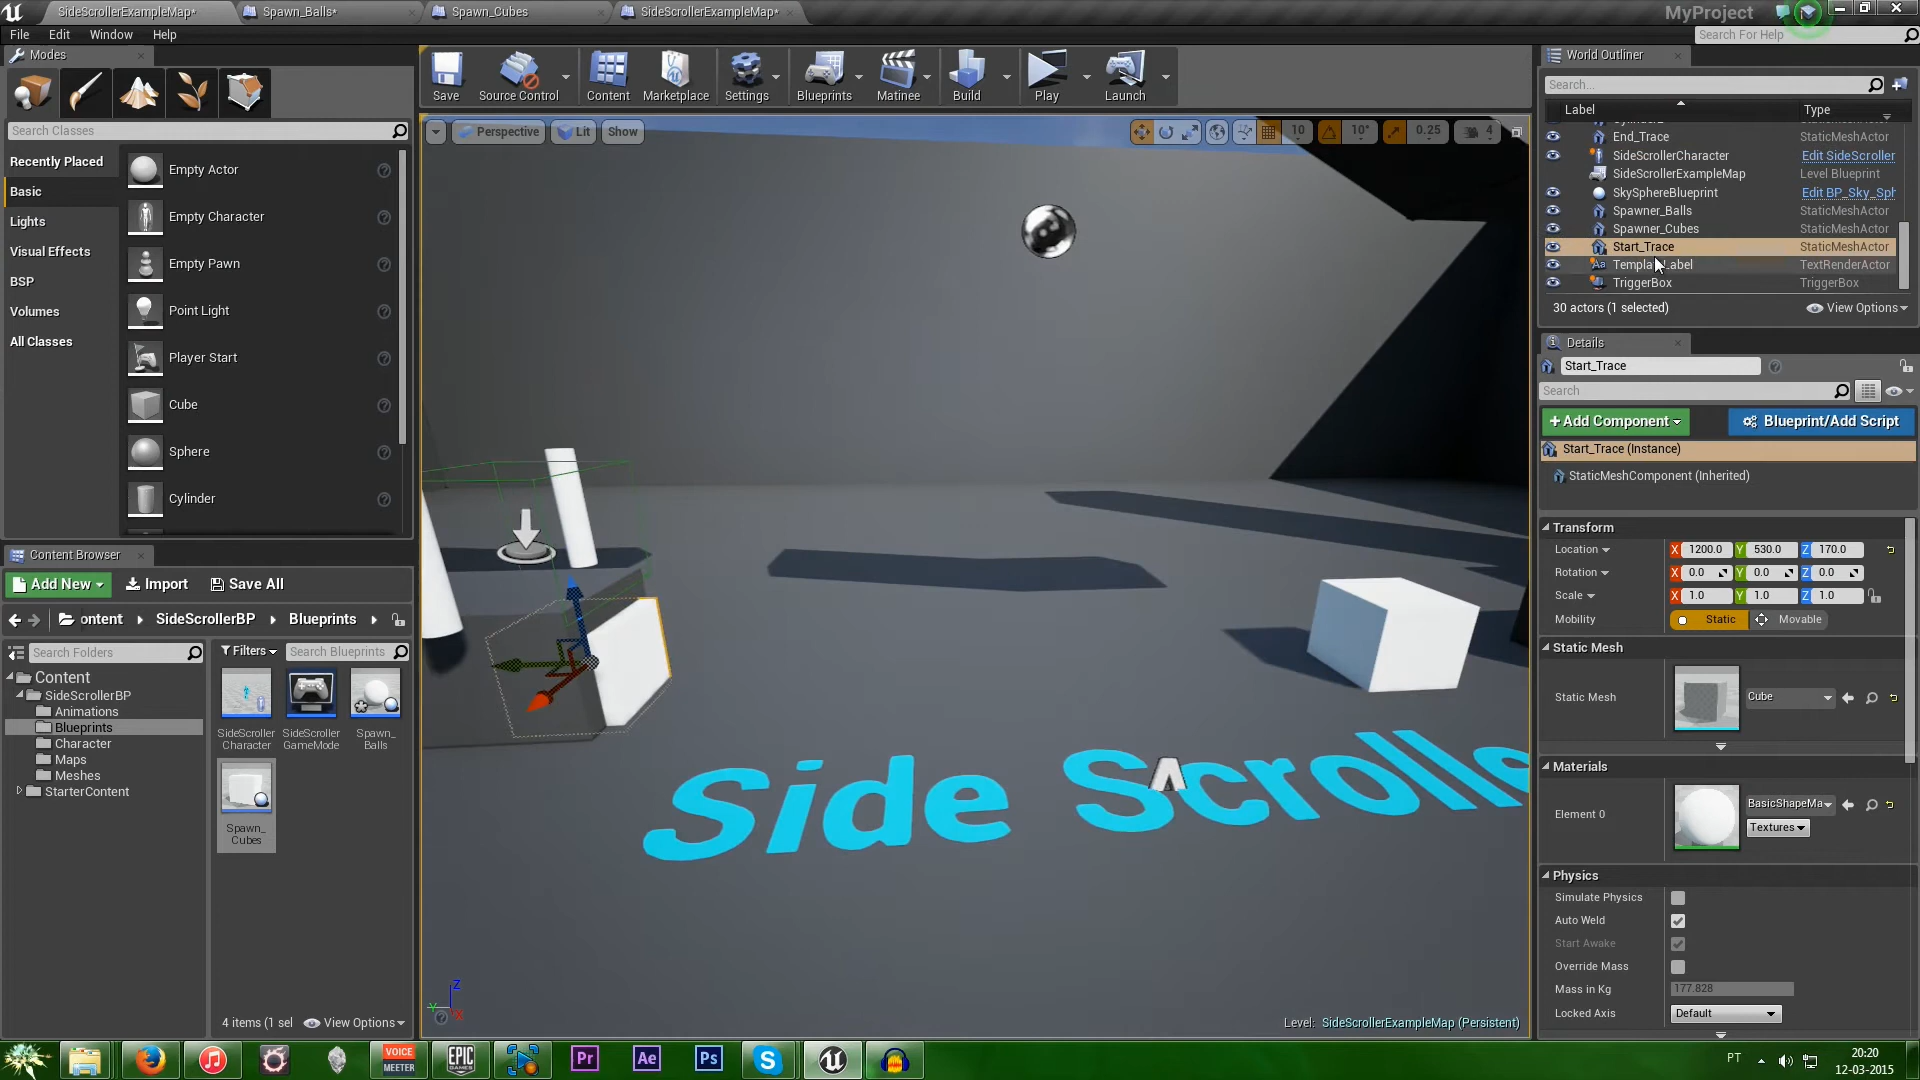 SideScrollerExampleMap*
Spawn_Balls*
Spawn_Cubes
SideScrollerExampleMap*
MyProject
File
Edit
Window
Help
Search For Help
Modes
Search Classes
Recently Placed
Basic
Lights
Visual Effects
BSP
Volumes
All Classes
Empty Actor
Empty Character
Empty Pawn
Point Light
Player Start
Cube
Sphere
Cylinder
Save
Source Control
Content
Marketplace
Settings
Blueprints
Matinee
Build
Play
Launch
Perspective
Lit
Show
10
10°
0.25
4
Side Scrolle
Level: SideScrollerExampleMap (Persistent)
Content Browser
Add New
Import
Save All
ontent
SideScrollerBP
Blueprints
Search Folders
Filters
Search Blueprints
Content
SideScrollerBP
Animations
Blueprints
Character
Maps
Meshes
StarterContent
SideScroller
Character
SideScroller
GameMode
Spawn_
Balls
Spawn_
Cubes
4 items (1 sel
View Options
World Outliner
Search...
Label
Type
End_Trace
StaticMeshActor
SideScrollerCharacter
Edit SideScroller
SideScrollerExampleMap
Level Blueprint
SkySphereBlueprint
Edit BP_Sky_Sph
Spawner_Balls
StaticMeshActor
Spawner_Cubes
StaticMeshActor
Start_Trace
StaticMeshActor
TextRenderActor
TriggerBox
TriggerBox
30 actors (1 selected)
View Options
Details
Start_Trace
Search
+Add Component
Blueprint/Add Script
Start_Trace (Instance)
StaticMeshComponent (Inherited)
Transform
Location
X 1200.0
Y 530.0
Z 170.0
Rotation
X 0.0
Y 0.0
Z 0.0
Scale
X 1.0
Y 1.0
Z 1.0
Mobility
Static
Movable
Static Mesh
Static Mesh
Cube
Materials
Element 0
BasicShapeMa
Textures
Physics
Simulate Physics
Auto Weld
Start Awake
Override Mass
Mass in Kg
177.828
Locked Axis
Default
VOICE
MEETER
EPIC
GAMES
Pr
Ae
Ps
PT
20:20
12-03-2015